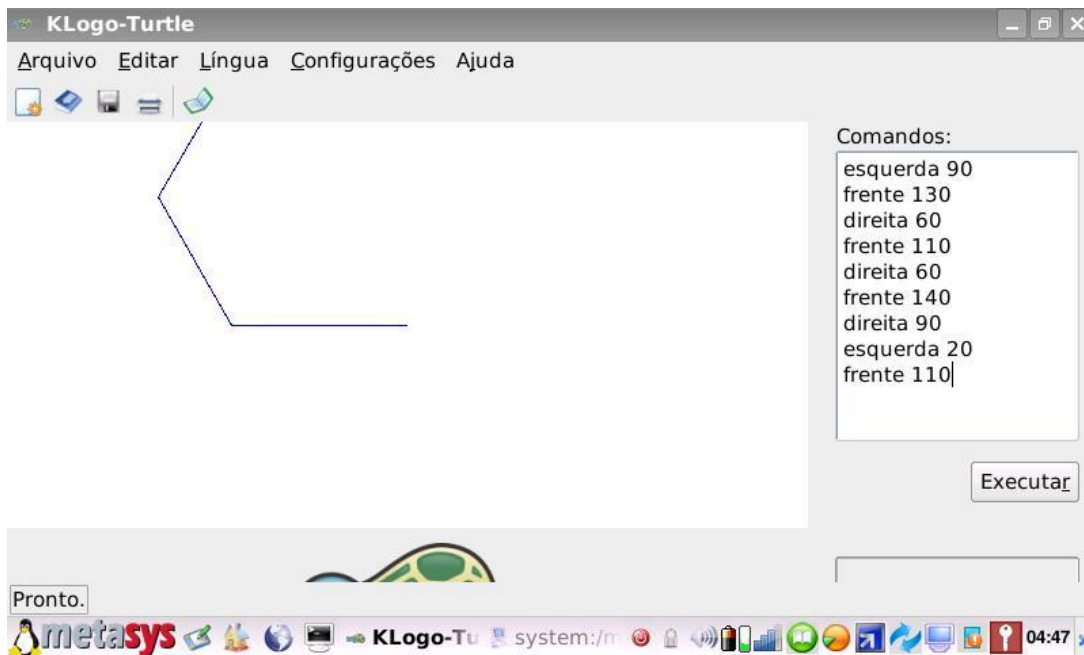 KLogo-Turtle
Arquivo Editar Língua Configurações Ajuda
Comandos:
esquerda 90
frente 130
direita 60
frente 110
direita 60
frente 140
direita 90
esquerda 20
frente 110
Executar
Pronto.
metasys KLogo-Tu system:/m 04:47